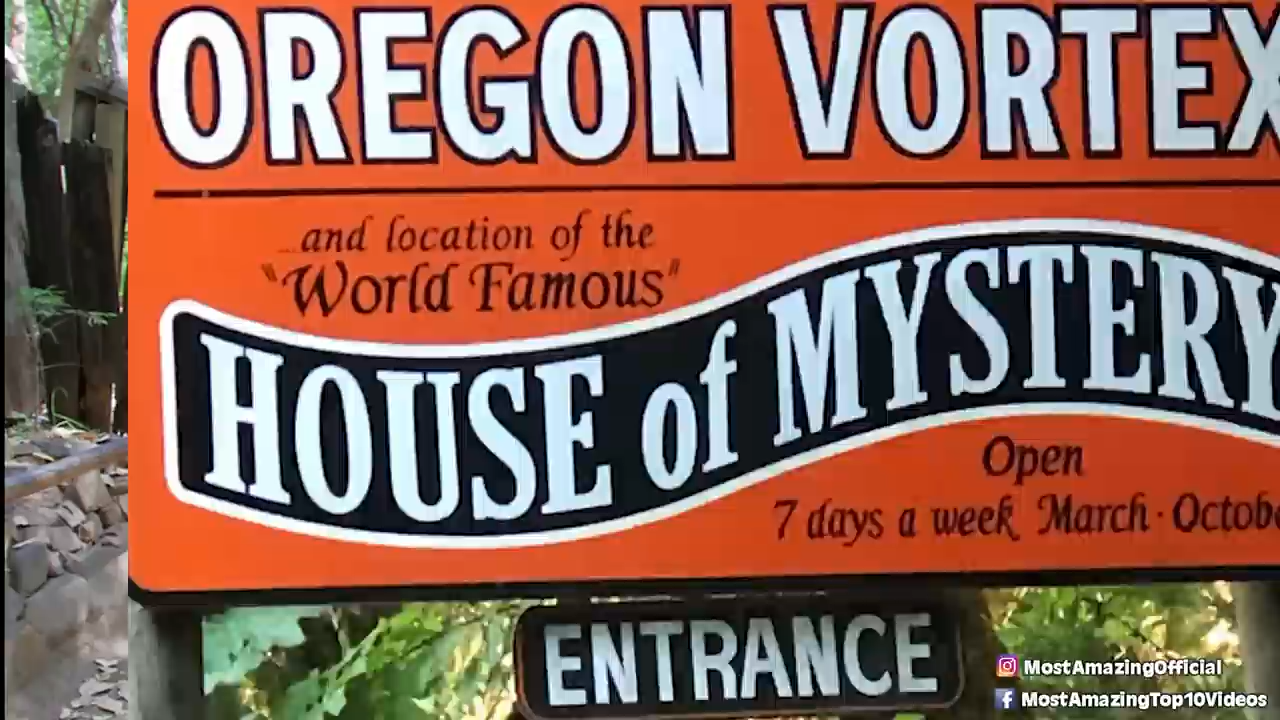 OREGON VORTEX
...and location of the
"World Famous"
HOUSE of MYSTERY
Open
7 days a week March · Octob
ENTRANCE
MostAmazingOfficial
MostAmazingTop10Videos